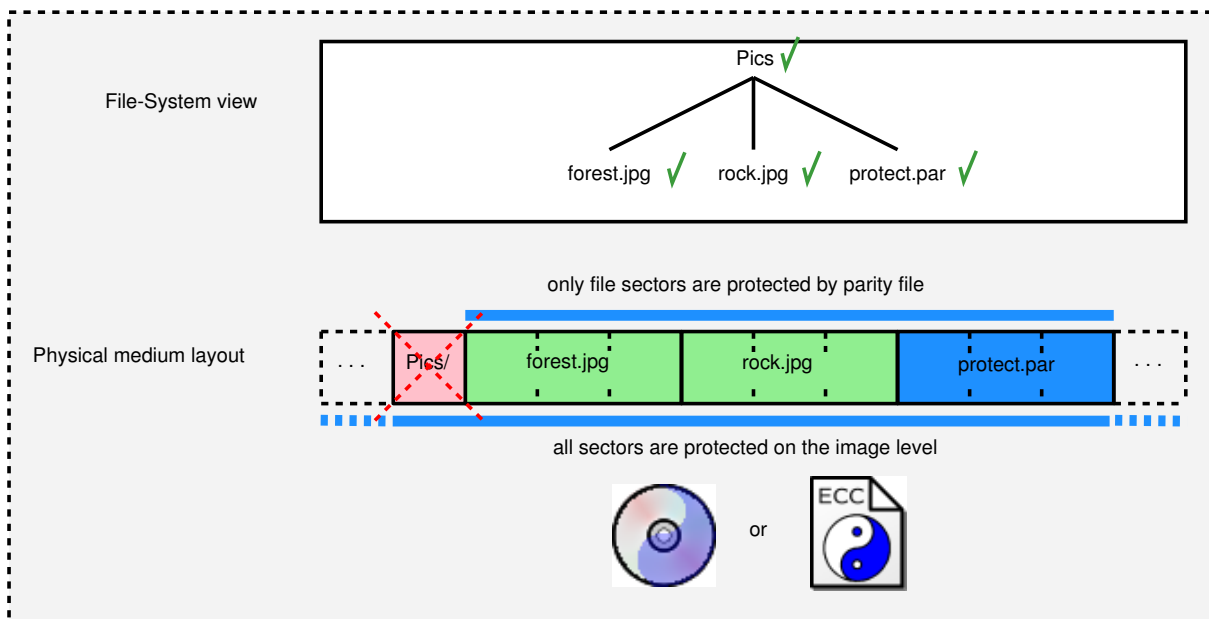 Pics
File-System view
forest.jpg rock.jpg protect.par
only file sectors are protected by parity file
Physical medium layout
. . . Pics/ forest.jpg rock.jpg protect.par . . .
all sectors are protected on the image level
ECC
or